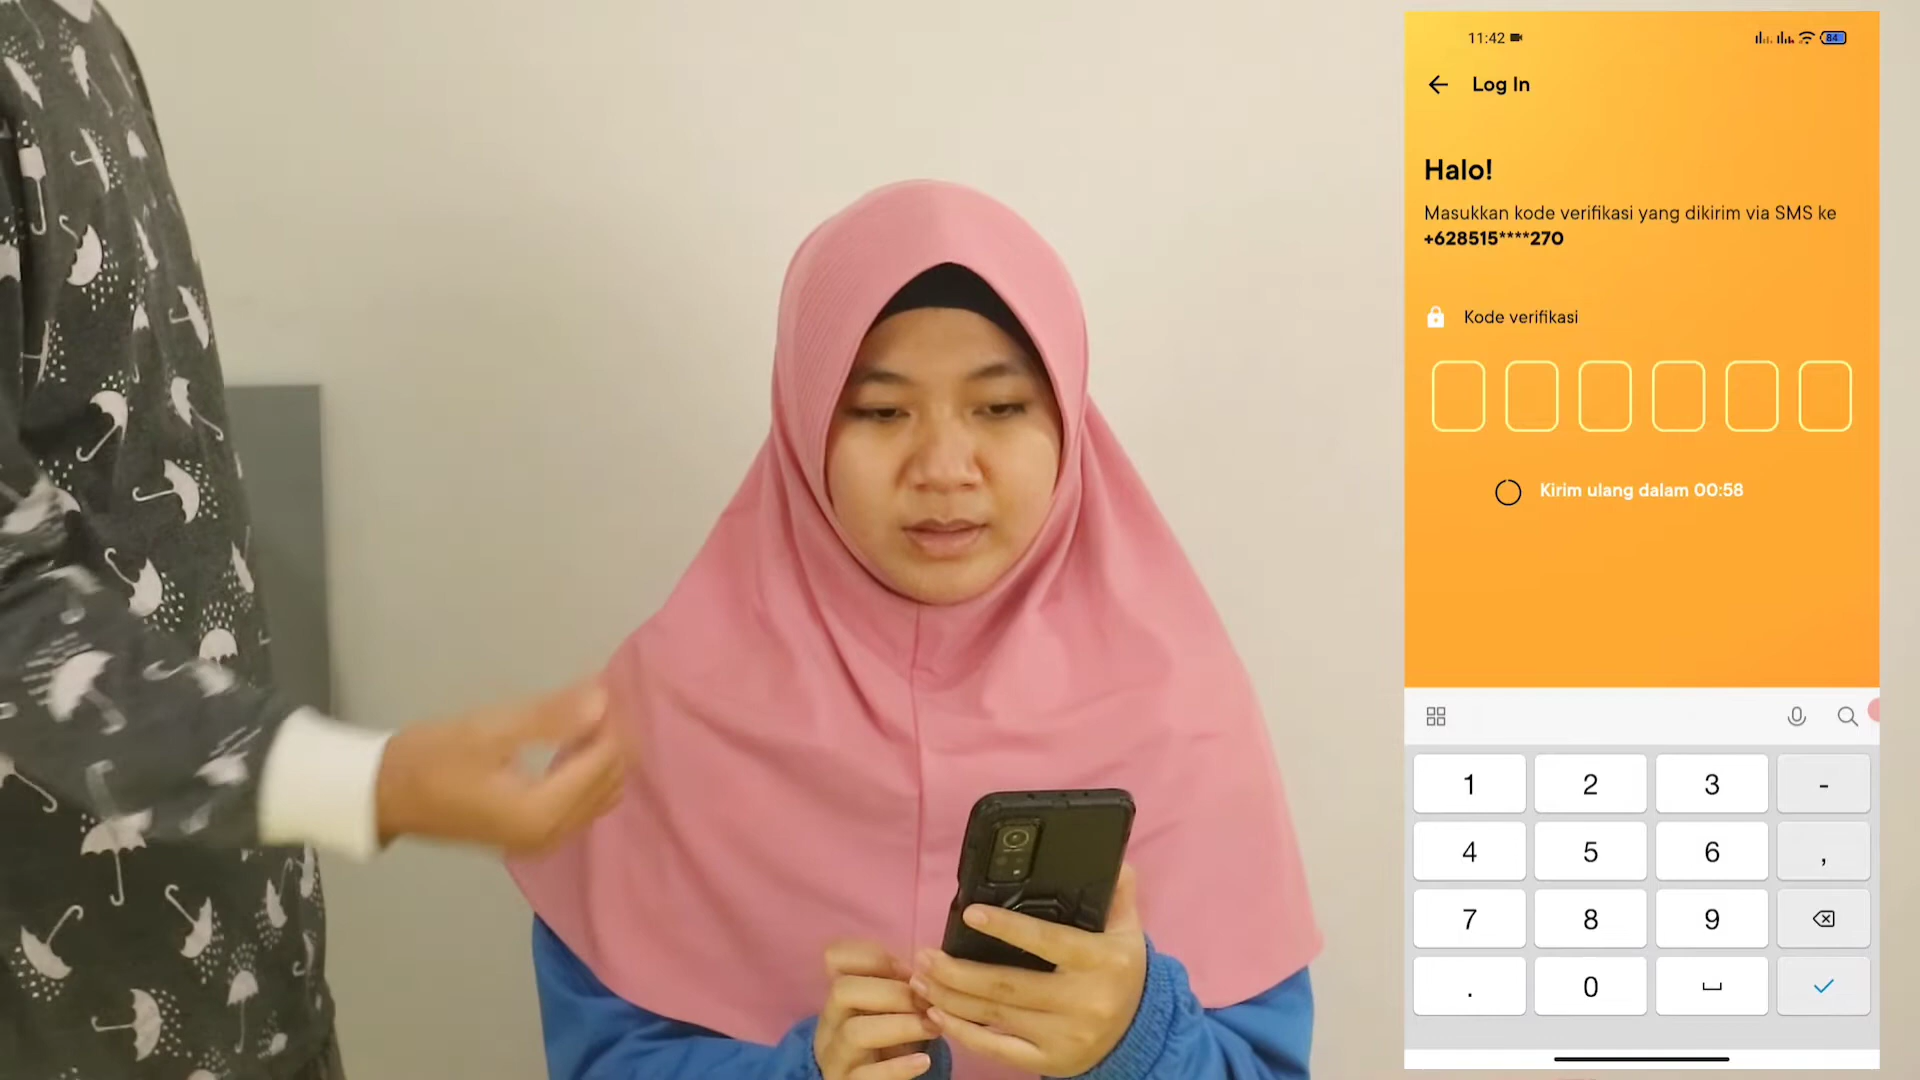 11:42
84
Log In
Halo!
Masukkan kode verifikasi yang dikirim via SMS ke
+628515****270
Kode verifikasi
Kirim ulang dalam 00:58
1 2 3 -
4 5 6 ,
7 8 9
. 0